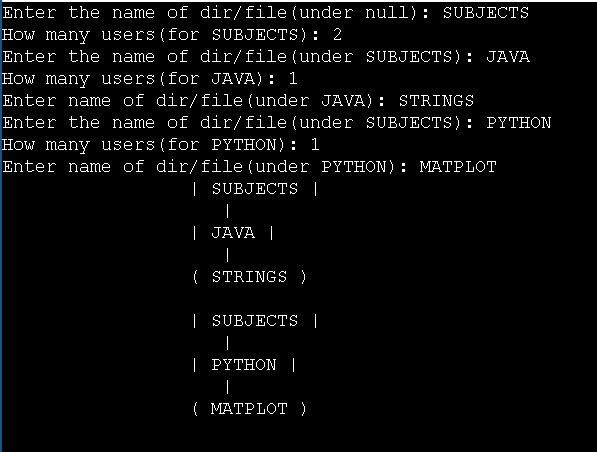 Enter the name of dir/file(under null): SUBJECTS
How many users(for SUBJECTS): 2
Enter the name of dir/file(under SUBJECTS): JAVA
How many users(for JAVA): 1
Enter name of dir/file(under JAVA): STRINGS
Enter the name of dir/file(under SUBJECTS): PYTHON
How many users(for PYTHON): 1
Enter name of dir/file(under PYTHON): MATPLOT
| SUBJECTS |
|
| JAVA |
|
( STRINGS )
| SUBJECTS |
|
| PYTHON |
|
( MATPLOT )